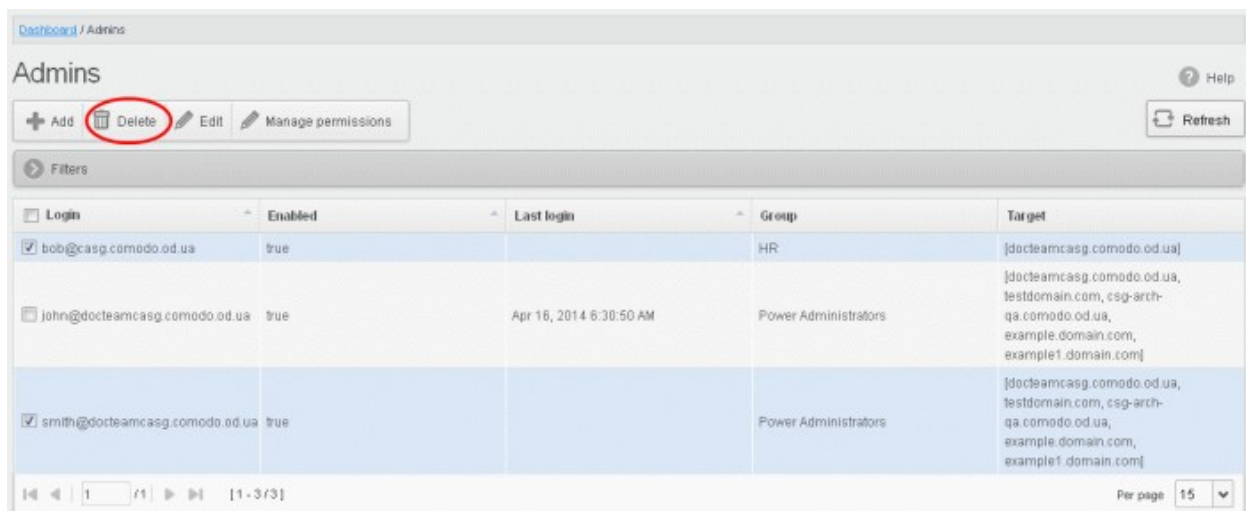 Dashboard / Admins
Admins
Help
Add Delete Edit Manage permissions
Refresh
Filters
Login Enabled Last login Group Target
bob@casg.comodo.od.ua true HR [docteamcasg.comodo.od.ua]
john@docteamcasg.comodo.od.ua true Apr 16, 2014 6:30:50 AM Power Administrators [docteamcasg.comodo.od.ua,
testdomain.com, csg-arch-
qa.comodo.od.ua,
example.domain.com,
example1.domain.com]
smith@docteamcasg.comodo.od.ua true Power Administrators [docteamcasg.comodo.od.ua,
testdomain.com, csg-arch-
qa.comodo.od.ua,
example.domain.com,
example1.domain.com]
1 /1 [1 - 3 / 3] Per page 15